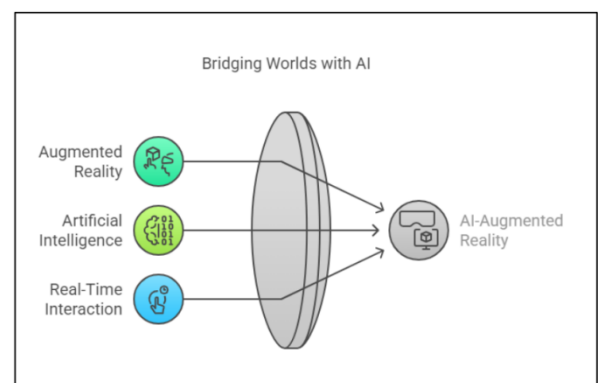 Bridging Worlds with AI
Augmented
Reality
Artificial
Intelligence
Real-Time
Interaction
AI-Augmented
Reality